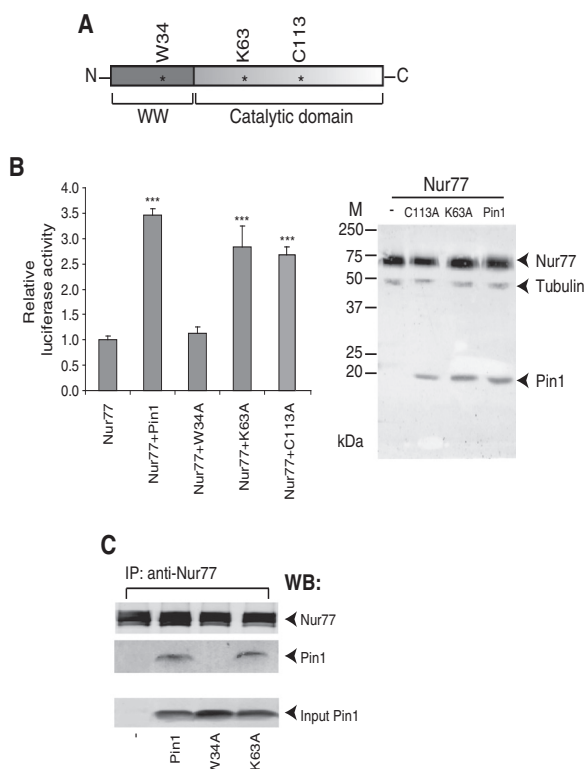 A
W34
K63
C113
N
C
*
*
*
WW
Catalytic domain
B
Relative
luciferase activity
4.0
3.5
3.0
2.5
2.0
1.5
1.0
0.5
0.0
***
***
***
Nur77
Nur77+Pin1
Nur77+W34A
Nur77+K63A
Nur77+C113A
Nur77
M
- C113A K63A Pin1
250
75
50
37
25
20
kDa
Nur77
Tubulin
Pin1
C
IP: anti-Nur77
WB:
Nur77
Pin1
Input Pin1
-
Pin1
W34A
K63A